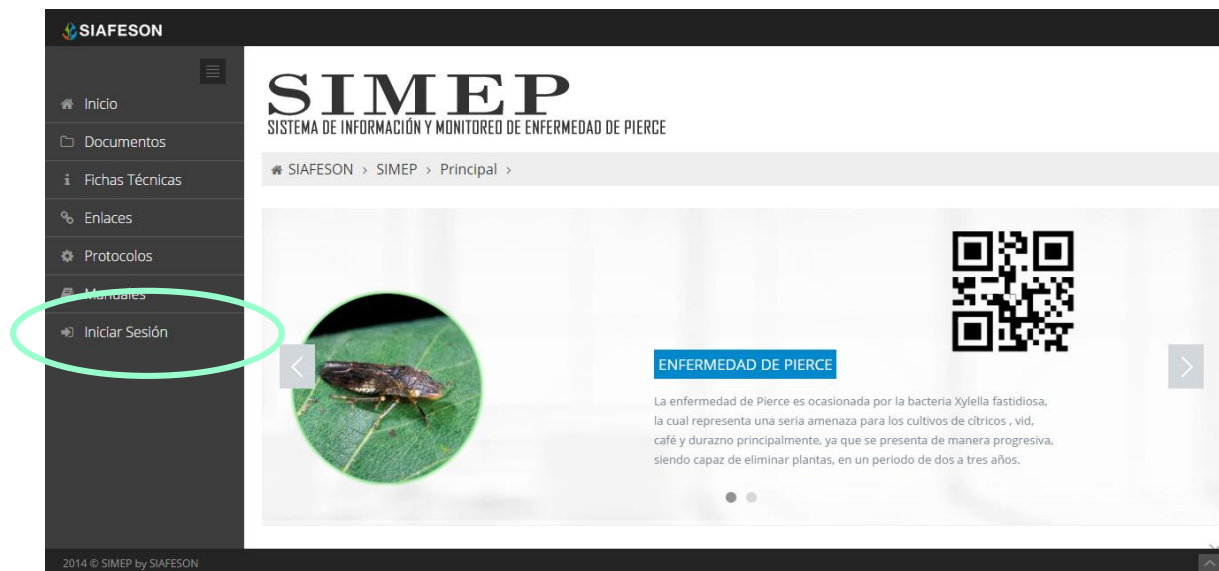 SIAFESON
Inicio
Documentos
Fichas Técnicas
Enlaces
Protocolos
Manuales
Iniciar Sesión
SIMEP
SISTEMA DE INFORMACIÓN Y MONITOREO DE ENFERMEDAD DE PIERCE
SIAFESON > SIMEP > Principal >
ENFERMEDAD DE PIERCE
La enfermedad de Pierce es ocasionada por la bacteria Xylella fastidiosa,
la cual representa una seria amenaza para los cultivos de cítricos , vid,
café y durazno principalmente, ya que se presenta de manera progresiva,
siendo capaz de eliminar plantas, en un periodo de dos a tres años.
2014 © SIMEP by SIAFESON